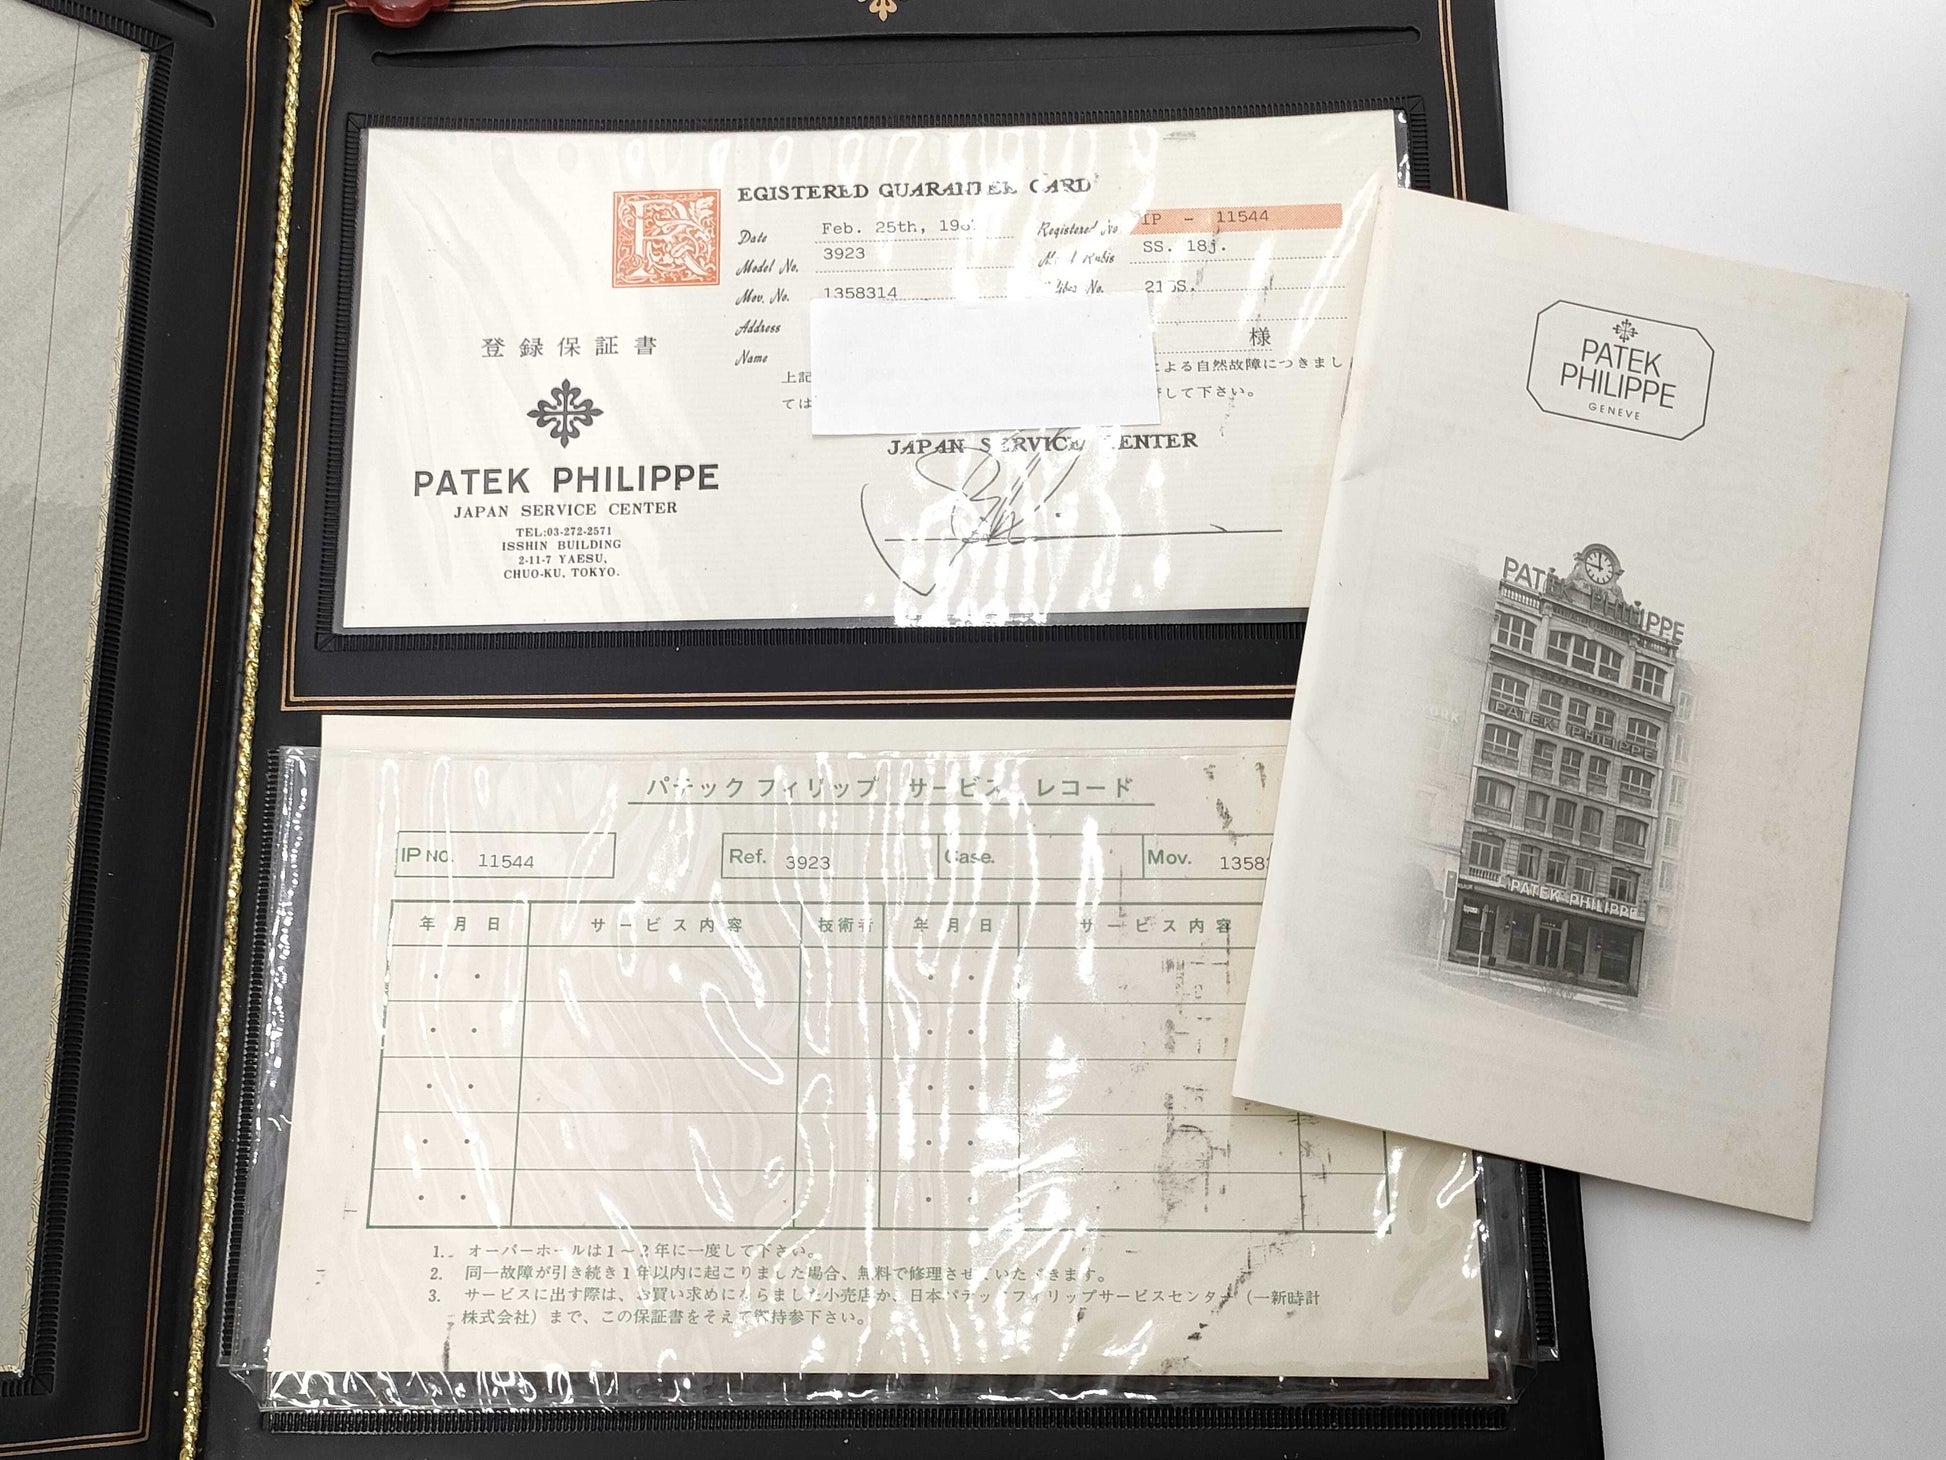 REGISTERED GUARANTEE CARD
Date Feb. 25th,
Registered No. IP - 11544
Model No. 3923
SS. 18j.
Mov. No. 1358314
No.
Address
Name
様
上記
による自然故障につきまし
ては
して下さい。
登録保証書
PATEK PHILIPPE
JAPAN SERVICE CENTER
TEL:03-272-2571
ISSHIN BUILDING
2-11-7 YAESU,
CHUO-KU, TOKYO.
JAPAN SERVICE CENTER
パテック フィリップ サービス レコード
IP NO. 11544
Ref. 3923
Case.
Mov. 1358
年月日 サービス内容 技術者 年月日 サービス内容
1. オーバーホールは1~2年に一度して下さい。
2. 同一故障が引き続き1年以内に起こりました場合、無料で修理させていただきます。
3. サービスに出す際は、お買い求めになりました小売店か、日本パテックフィリップサービスセンター(一新時計
株式会社)まで、この保証書をそえて御持参下さい。
PATEK
PHILIPPE
GENEVE
PATEK PHILIPPE
PATEK PHILIPPE
PATEK PHILIPPE